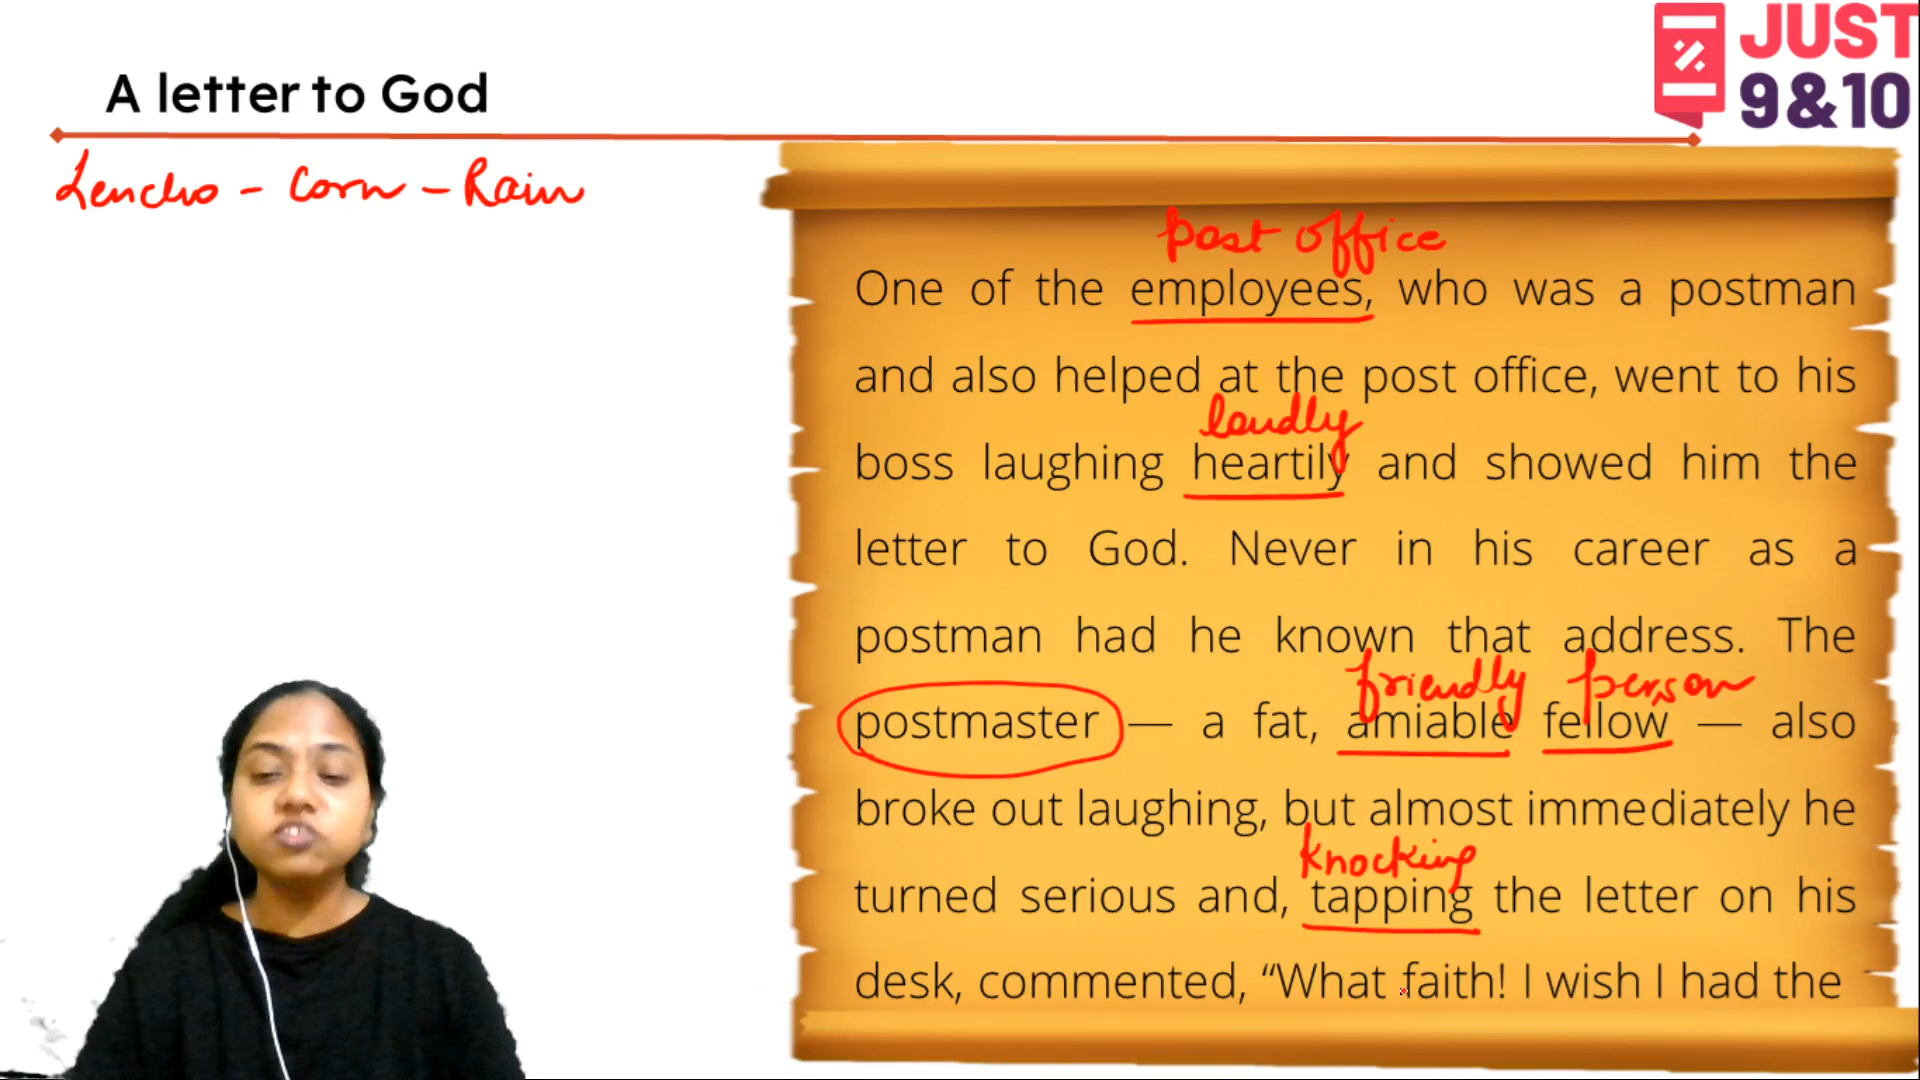 JUST
9&10
A letter to God
Lencho - Corn - Rain
post office
One of the employees, who was a postman
and also helped at the post office, went to his
loudly
boss laughing heartily and showed him the
letter to God. Never in his career as a
postman had he known that address. The
friendly person
postmaster — a fat, amiable fellow — also
broke out laughing, but almost immediately he
knocking
turned serious and, tapping the letter on his
desk, commented, “What faith! I wish I had the